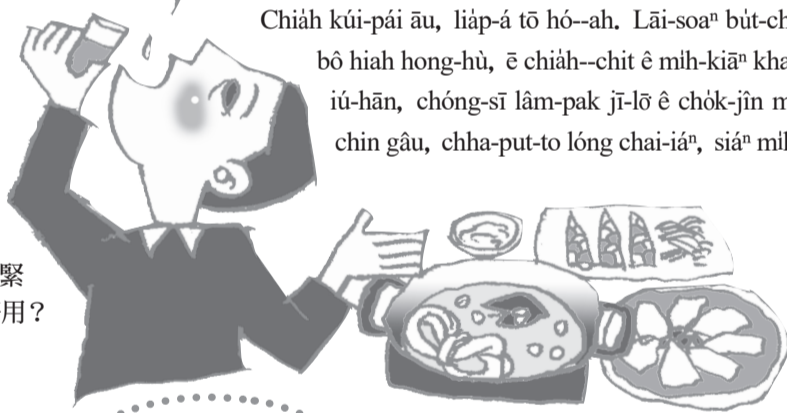 Chia̍h kúi-pái āu, lia̍p-á tō hó--ah. Lāi-soaⁿ bu̍t-ch
bô hiah hong-hù, ē chia̍h--chit ê mi̍h-kiāⁿ kha
iú-hān, chóng-sī lâm-pak jī-lō͘ ê cho̍k-jîn m
chin gâu, chha-put-to lóng chai-iáⁿ, siáⁿ mi̍h
緊
用？